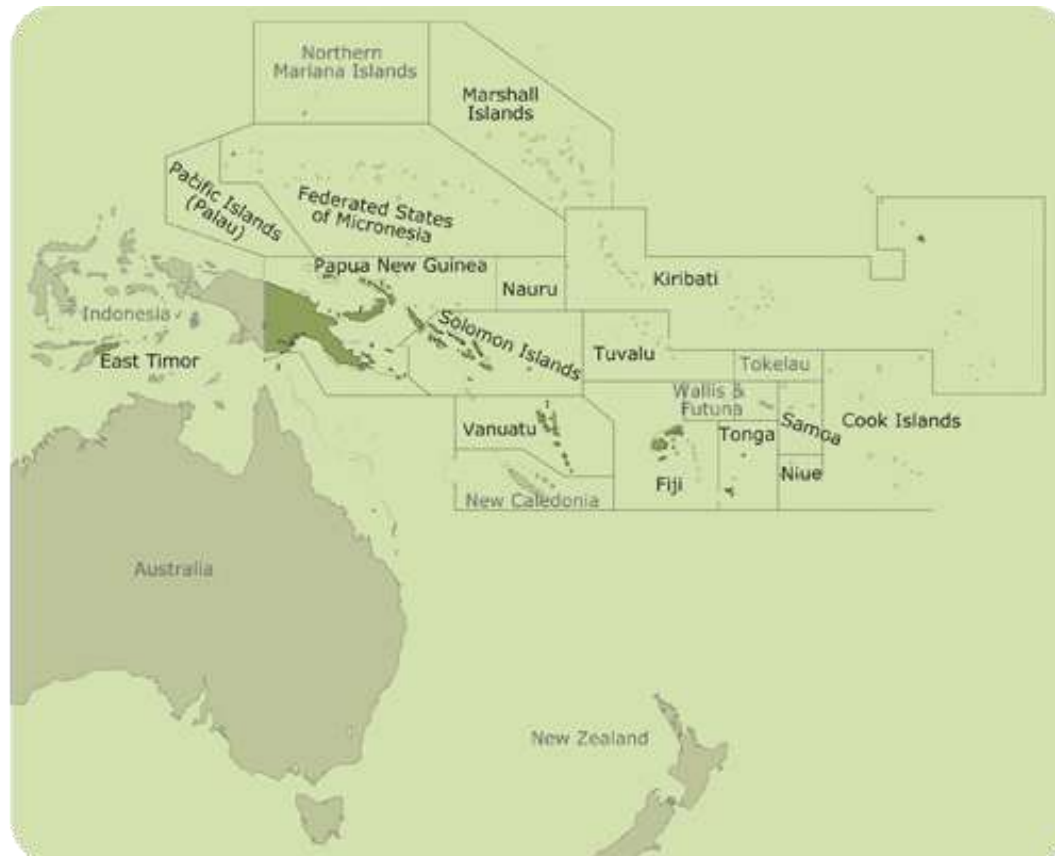 Northern
Mariana Islands
Marshall
Islands
Pacific Islands
(Palau)
Federated States
of Micronesia
Papua New Guinea
Nauru
Kiribati
Indonesia
East Timor
Solomon Islands
Tuvalu
Tokelau
Wallis &
Futuna
Samoa
Cook Islands
Vanuatu
Tonga
Fiji
Niue
New Caledonia
Australia
New Zealand